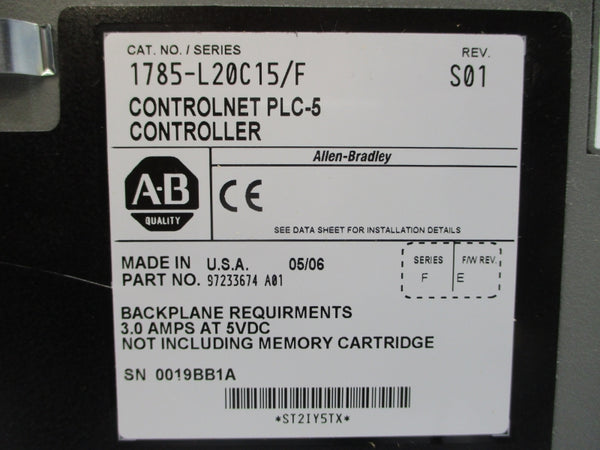 CAT. NO. / SERIES
REV.
1785-L20C15/F
S01
CONTROLNET PLC-5
CONTROLLER
Allen-Bradley
A-B
QUALITY
CE
SEE DATA SHEET FOR INSTALLATION DETAILS
MADE IN U.S.A. 05/06
PART NO. 97233674 A01
SERIES F/W REV.
F E
BACKPLANE REQUIRMENTS
3.0 AMPS AT 5VDC
NOT INCLUDING MEMORY CARTRIDGE
SN 0019BB1A
*ST2IY5TX*